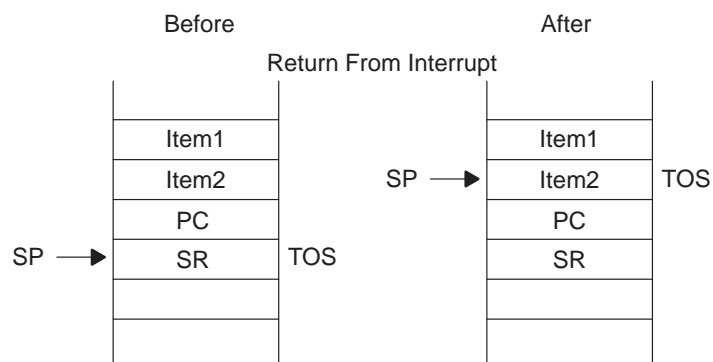 Before After
Return From Interrupt
Item1 Item1
Item2 SP Item2 TOS
PC PC
SP SR TOS SR